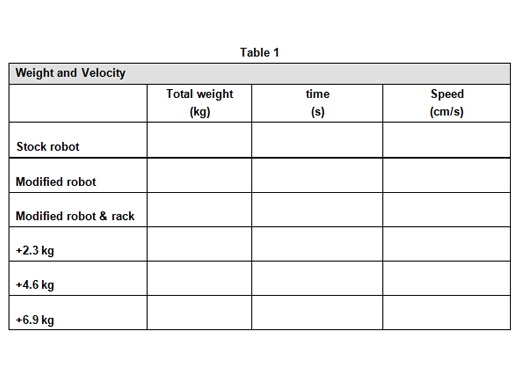 Table 1
Weight and Velocity
Total weight time Speed
(kg) (s) (cm/s)
Stock robot
Modified robot
Modified robot & rack
+2.3 kg
+4.6 kg
+6.9 kg